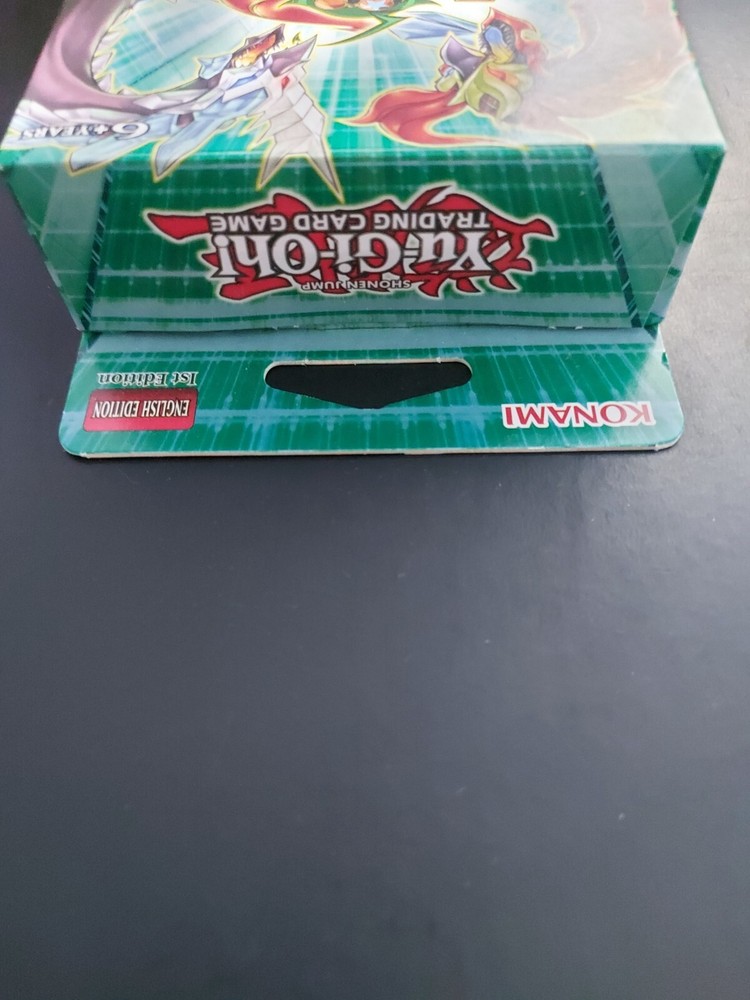 6+ YEARS
SHONEN JUMP
Yu-Gi-Oh!
TRADING CARD GAME
KONAMI
ENGLISH EDITION
1st Edition